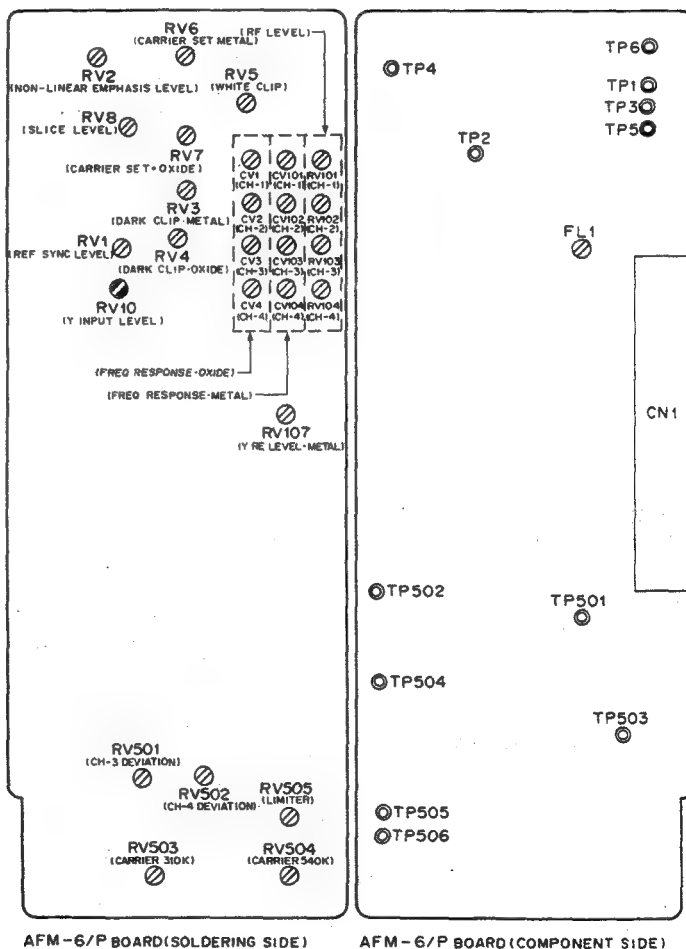 RV6
(CARRIER SET METAL)
(RF LEVEL)
RV2
(NON-LINEAR EMPHASIS LEVEL)
RV5
(WHITE CLIP)
RV8
(SLICE LEVEL)
RV7
(CARRIER SET·OXIDE)
CV1
(CH-1)
CV101
(CH-1)
RV101
(CH-1)
RV3
(DARK CLIP·METAL)
CV2
(CH-2)
CV102
(CH-2)
RV102
(CH-2)
RV1
(REF SYNC LEVEL)
RV4
(DARK CLIP·OXIDE)
CV3
(CH-3)
CV103
(CH-3)
RV103
(CH-3)
RV10
(Y INPUT LEVEL)
CV4
(CH-4)
CV104
(CH-4)
RV104
(CH-4)
(FREQ RESPONSE·OXIDE)
(FREQ RESPONSE·METAL)
RV107
(Y RE LEVEL·METAL)
RV501
(CH-3 DEVIATION)
RV502
(CH-4 DEVIATION)
RV505
(LIMITER)
RV503
(CARRIER 310K)
RV504
(CARRIER 540K)
AFM-6/P BOARD(SOLDERING SIDE)
TP6
TP4
TP1
TP3
TP5
TP2
FL1
CN1
TP502
TP501
TP504
TP503
TP505
TP506
AFM-6/P BOARD(COMPONENT SIDE)